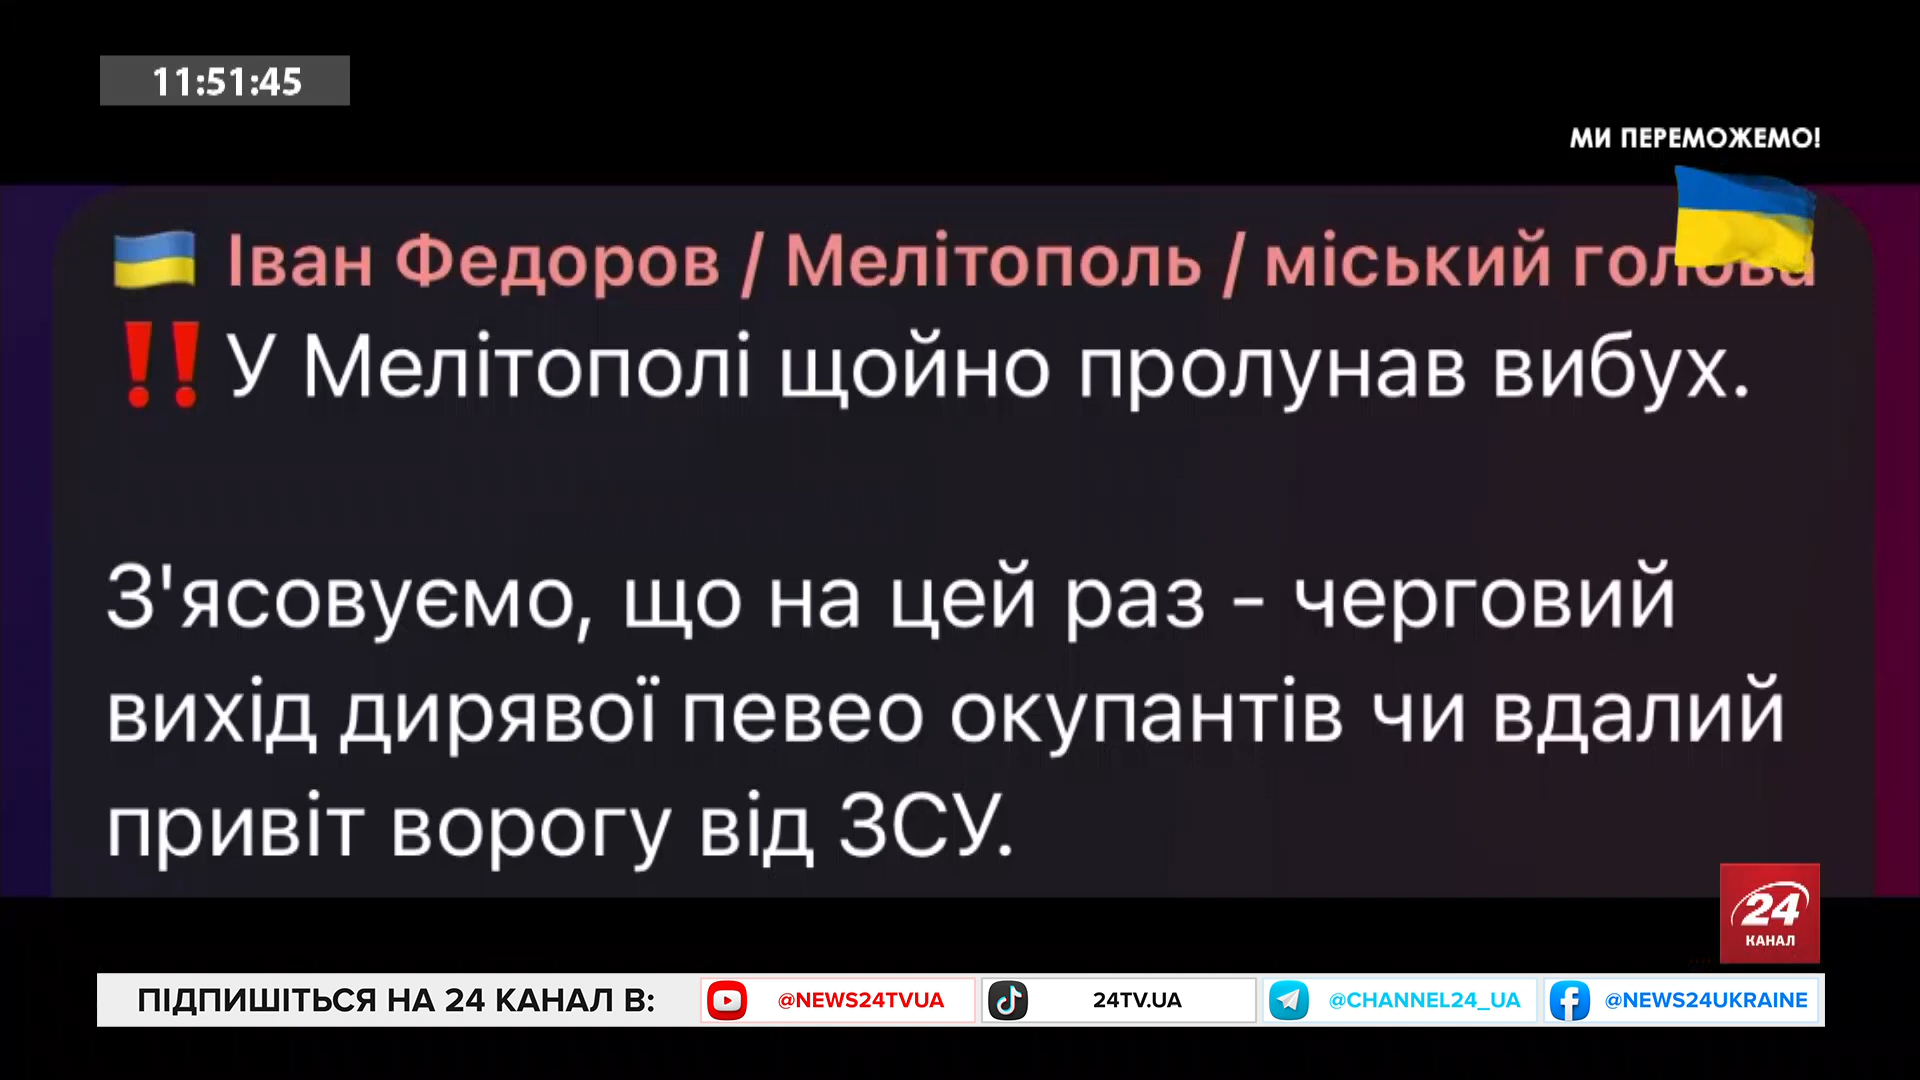 11:51:45
МИ ПЕРЕМОЖЕМО!
Іван Федоров / Мелітополь / міський голова
У Мелітополі щойно пролунав вибух.
З'ясовуємо, що на цей раз - черговий
вихід дирявої певео окупантів чи вдалий
привіт ворогу від ЗСУ.
24
КАНАЛ
ПІДПИШІТЬСЯ НА 24 КАНАЛ В: @NEWS24TVUA 24TV.UA @CHANNEL24_UA @NEWS24UKRAINE